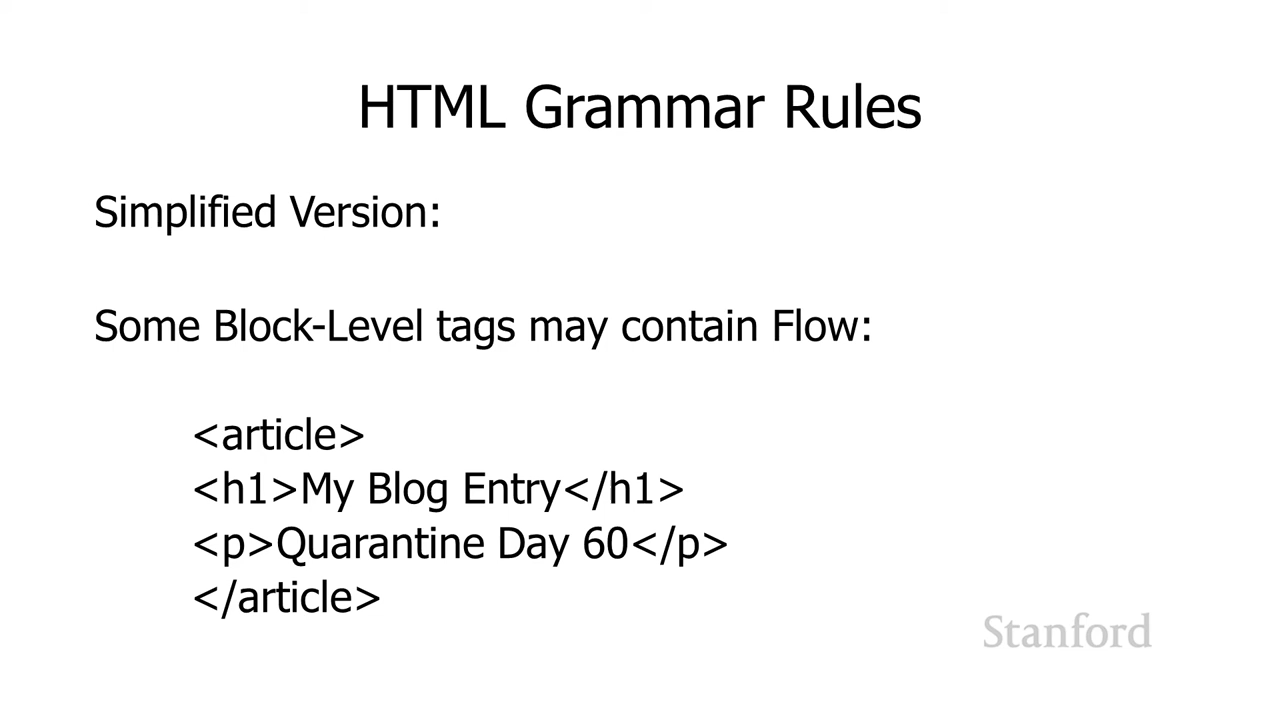 HTML Grammar Rules
Simplified Version:
Some Block-Level tags may contain Flow:
<article>
<h1>My Blog Entry</h1>
<p>Quarantine Day 60</p>
</article>
Stanford